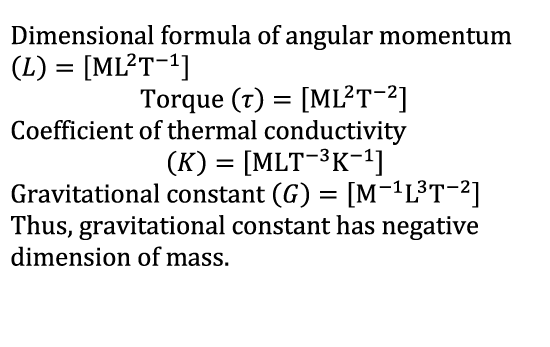 Dimensional formula of angular momentum
(L) = [ML²T⁻¹]
Torque (τ) = [ML²T⁻²]
Coefficient of thermal conductivity
(K) = [MLT⁻³K⁻¹]
Gravitational constant (G) = [M⁻¹L³T⁻²]
Thus, gravitational constant has negative
dimension of mass.